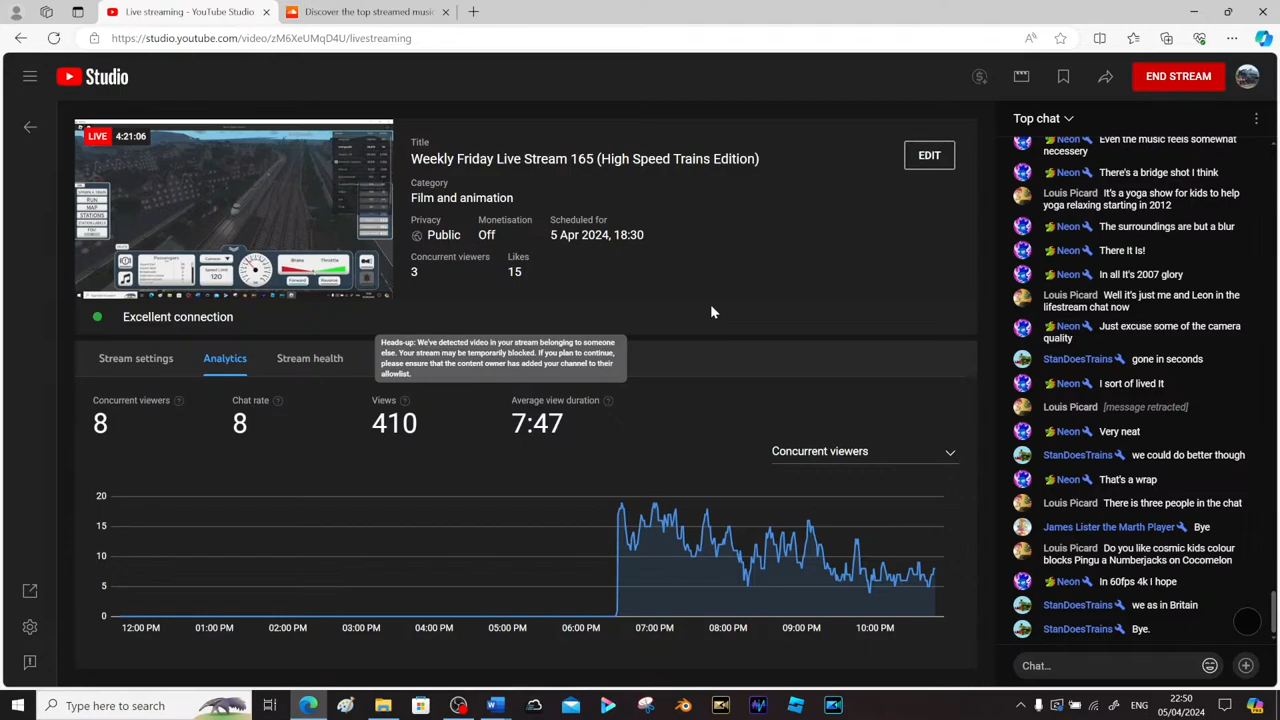 Live streaming - YouTube Studio
Discover the top streamed music
https://studio.youtube.com/video/zM6XeUMqD4U/livestreaming
Studio
END STREAM
LIVE 4:21:06
RUN
MAP
STATIONS
Passengers
Camera
Speed Limit
120
Brake Throttle
Forward Reverse
Title
Weekly Friday Live Stream 165 (High Speed Trains Edition)
EDIT
Category
Film and animation
Privacy
Public
Monetisation
Off
Scheduled for
5 Apr 2024, 18:30
Concurrent viewers
3
Likes
15
Excellent connection
Stream settings
Analytics
Stream health
Heads-up: We've detected video in your stream belonging to someone
else. Your stream may be temporarily blocked. If you plan to continue,
please ensure that the content owner has added your channel to their
allowlist.
Concurrent viewers
8
Chat rate
8
Views
410
Average view duration
7:47
Concurrent viewers
20
15
10
5
0
12:00 PM 01:00 PM 02:00 PM 03:00 PM 04:00 PM 05:00 PM 06:00 PM 07:00 PM 08:00 PM 09:00 PM 10:00 PM
Top chat
Neon Even the music feels somewhat
necessery
Neon There's a bridge shot I think
Louis Picard It's a yoga show for kids to help
yoga relaxing starting in 2012
Neon The surroundings are but a blur
Neon There It Is!
Neon In all It's 2007 glory
Louis Picard Well it's just me and Leon in the
lifestream chat now
Neon Just excuse some of the camera
quality
StanDoesTrains gone in seconds
Neon I sort of lived It
Louis Picard [message retracted]
Neon Very neat
StanDoesTrains we could do better though
Neon That's a wrap
Louis Picard There is three people in the chat
James Lister the Marth Player Bye
Louis Picard Do you like cosmic kids colour
blocks Pingu a Numberjacks on Cocomelon
Neon In 60fps 4k I hope
StanDoesTrains we as in Britain
StanDoesTrains Bye.
Chat...
Type here to search
ENG
22:50
05/04/2024